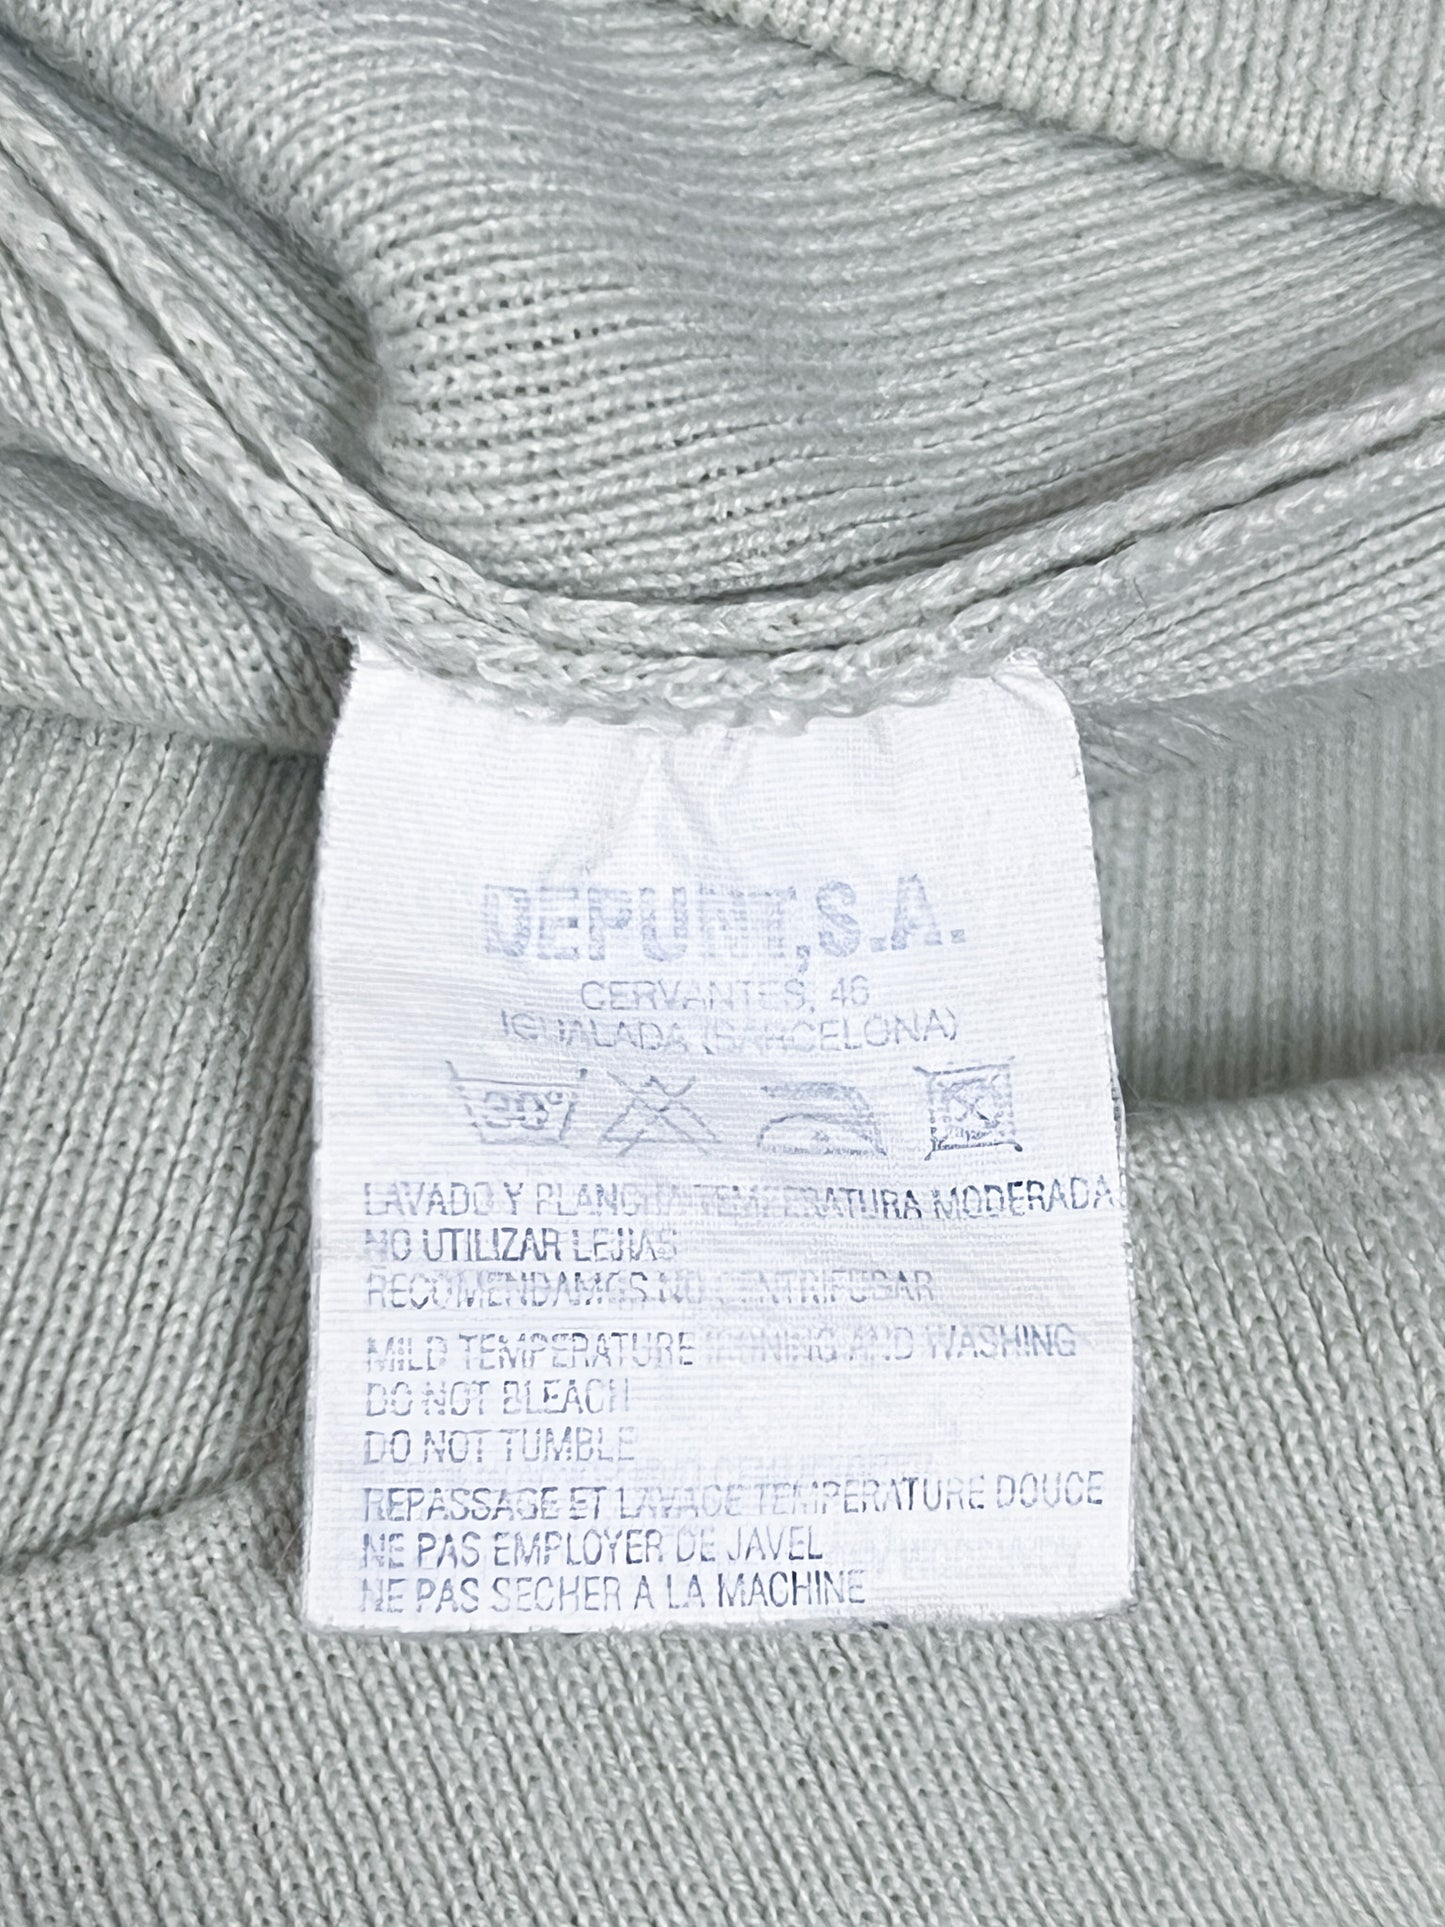 DEPUNT, S.A.
CERVANTES, 46
IGUALADA (BARCELONA)
30°
LAVADO Y PLANCHA TEMPERATURA MODERADA
NO UTILIZAR LEJIAS
RECOMENDAMOS NO CENTRIFUGAR
MILD TEMPERATURE IRONING AND WASHING
DO NOT BLEACH
DO NOT TUMBLE
REPASSAGE ET LAVAGE TEMPERATURE DOUCE
NE PAS EMPLOYER DE JAVEL
NE PAS SECHER A LA MACHINE